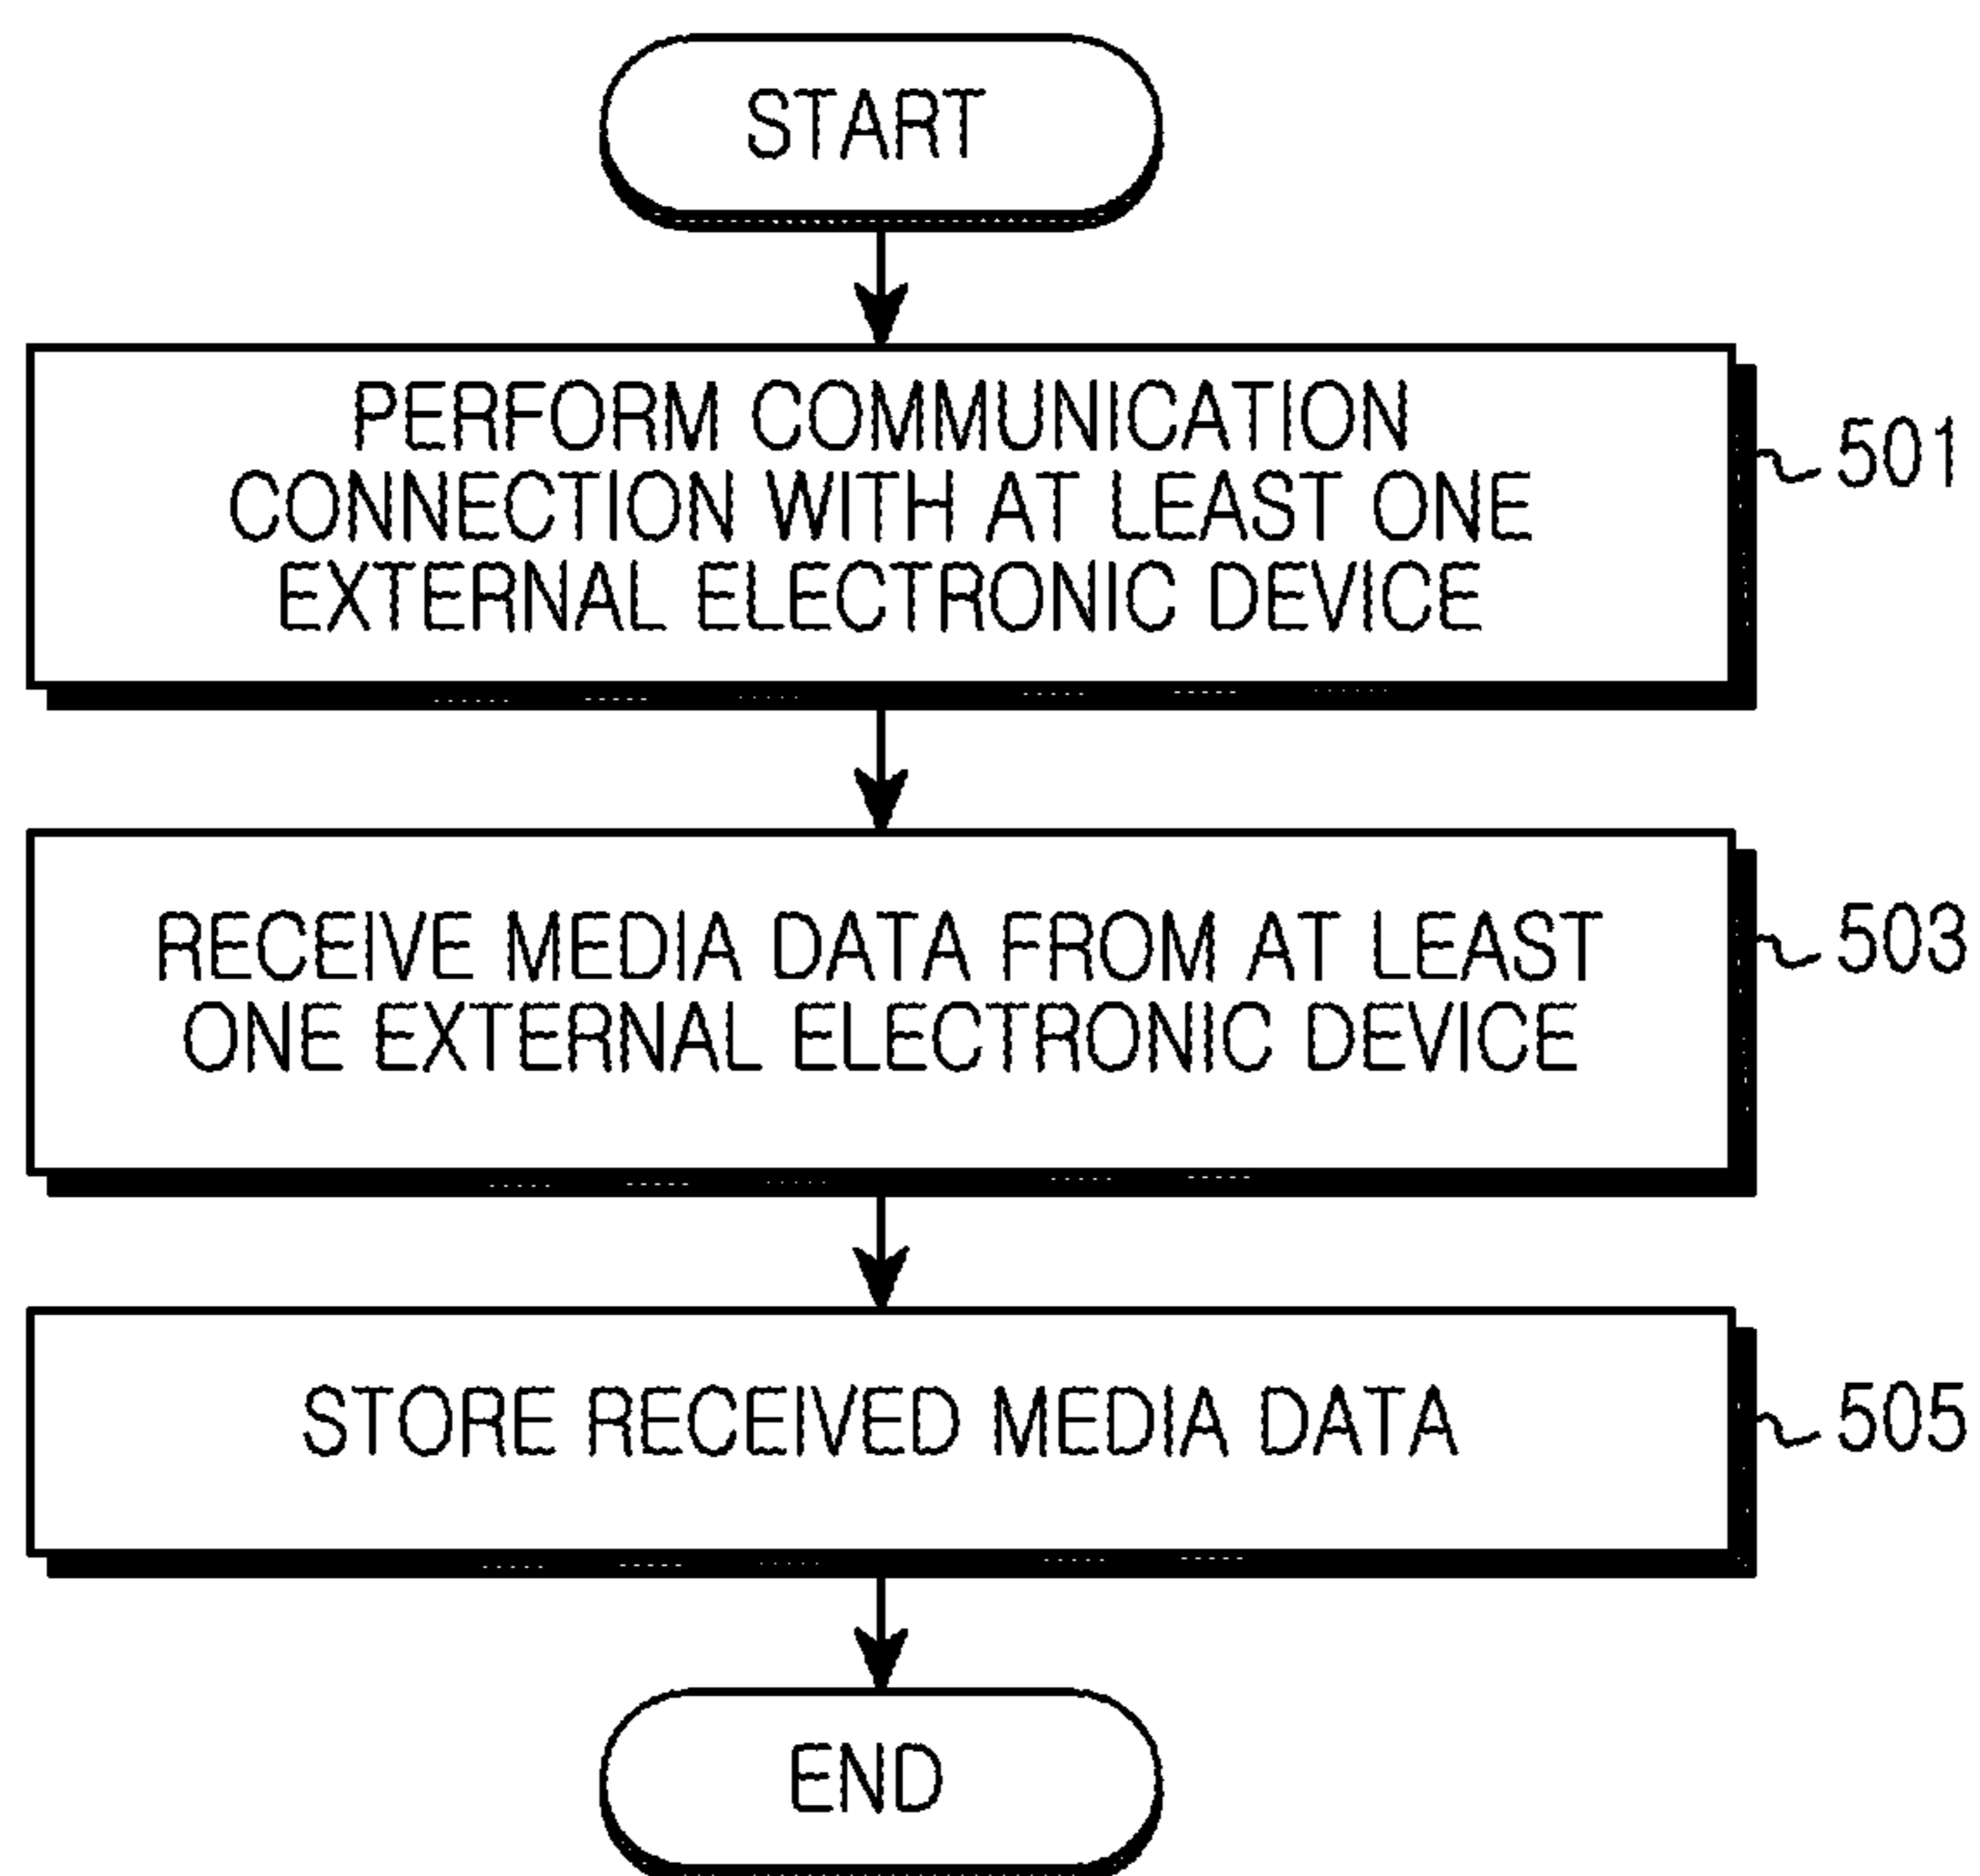 START
PERFORM COMMUNICATION
CONNECTION WITH AT LEAST ONE
EXTERNAL ELECTRONIC DEVICE
501
RECEIVE MEDIA DATA FROM AT LEAST
ONE EXTERNAL ELECTRONIC DEVICE
503
STORE RECEIVED MEDIA DATA
505
END